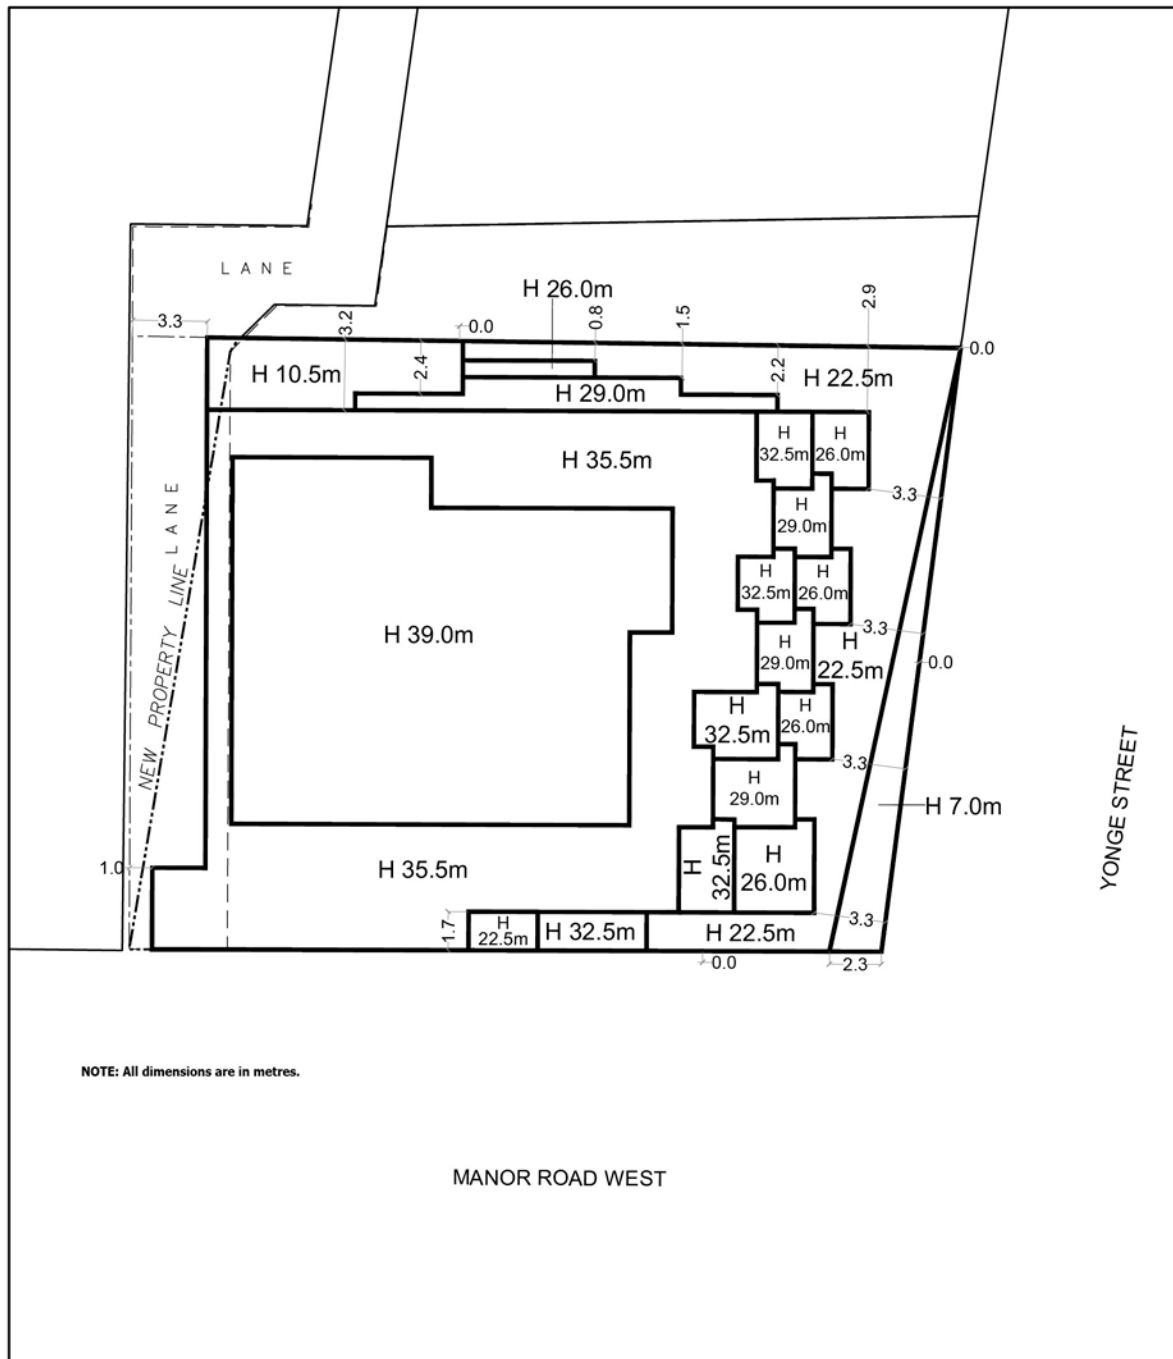 LANE
H 26.0m
3.3
3.2
0.0
0.8
1.5
2.9
2.4
2.2
0.0
H 10.5m
H 29.0m
H 22.5m
H 35.5m
H
32.5m
H
26.0m
3.3
H
29.0m
LANE
NEW PROPERTY LINE
H
32.5m
H
26.0m
3.3
H 39.0m
H
29.0m
H
22.5m
0.0
H
32.5m
H
26.0m
3.3
H
29.0m
H 7.0m
YONGE STREET
1.0
H 35.5m
H
32.5m
H
26.0m
3.3
1.7
H
22.5m
H 32.5m
H 22.5m
0.0
2.3
NOTE: All dimensions are in metres.
MANOR ROAD WEST